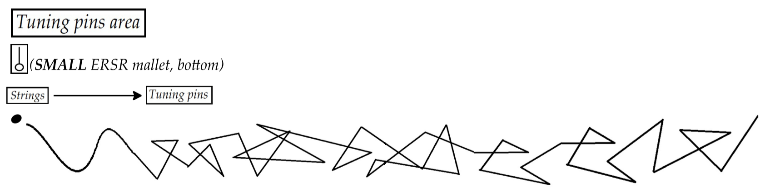 Tuning pins area
(SMALL ERSR mallet, bottom)
Strings Tuning pins